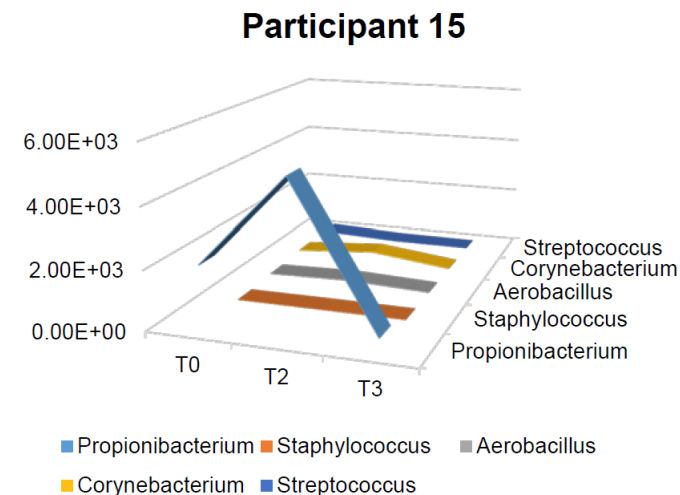 Participant 15
6.00E+03
4.00E+03
2.00E+03
0.00E+00
T0
T2
T3
Streptococcus
Corynebacterium
Aerobacillus
Staphylococcus
Propionibacterium
Propionibacterium Staphylococcus Aerobacillus
Corynebacterium Streptococcus